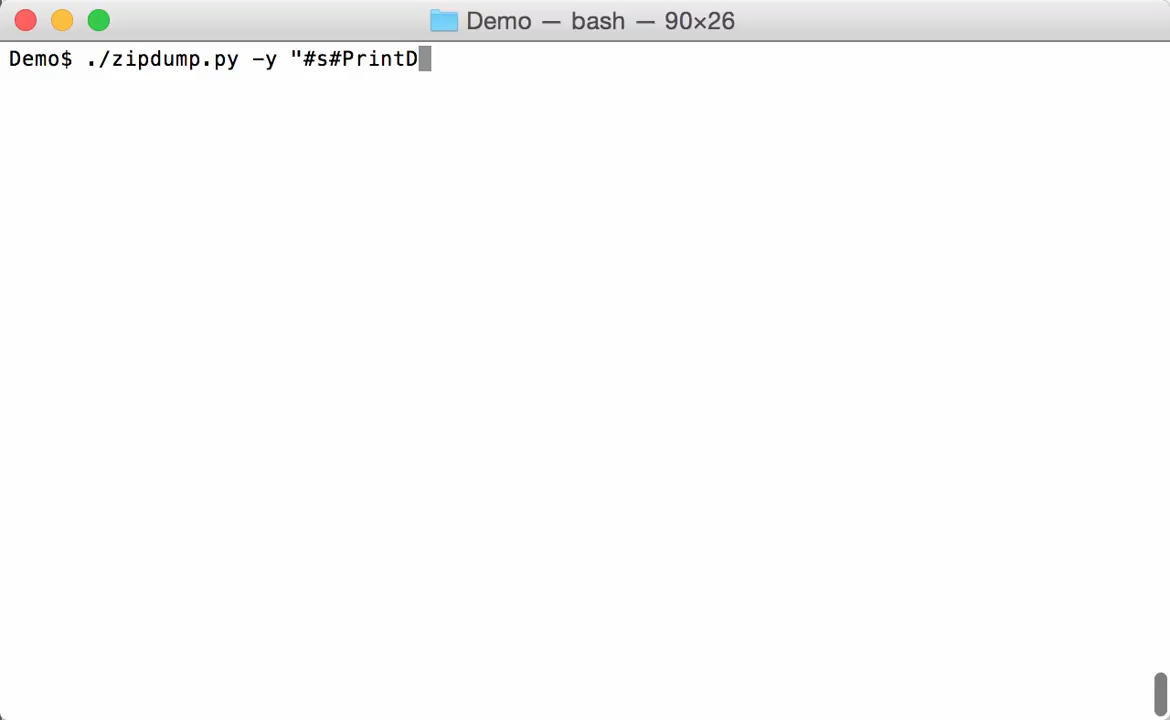 Demo — bash — 90×26
Demo$ ./zipdump.py -y "#s#PrintD